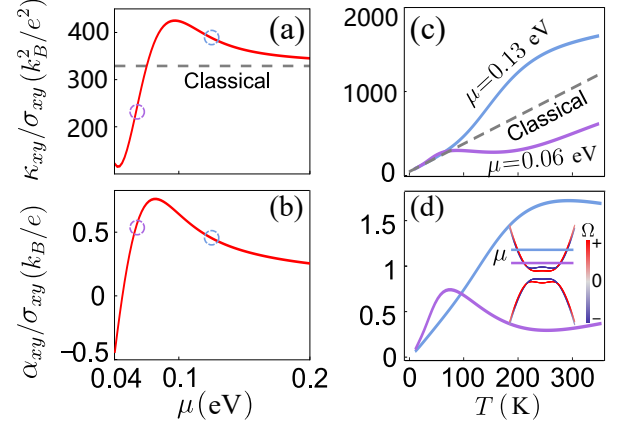 (a)
κxy/σxy(k_B^2/e^2)
400
300
200
Classical
(b)
αxy/σxy(k_B/e)
0.5
0
−0.5
0.04
0.1
0.2
μ(eV)
(c)
2000
1000
0
μ=0.13 eV
Classical
μ=0.06 eV
(d)
1.5
1
0.5
0
μ
Ω
+
0
−
0
100
200
300
T(K)